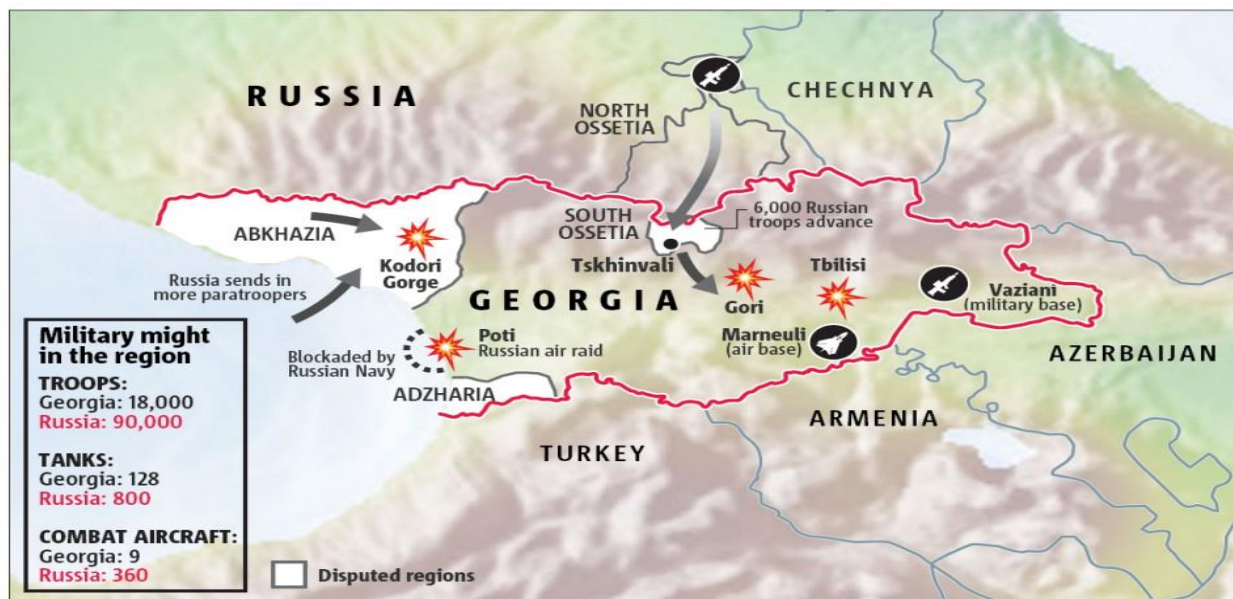 RUSSIA
CHECHNYA
NORTH
OSSETIA
ABKHAZIA
SOUTH
OSSETIA
6,000 Russian
troops advance
Kodori
Gorge
Russia sends in
more paratroopers
Tskhinvali
Tbilisi
GEORGIA
Gori
Vaziani
(military base)
Poti
Russian air raid
Marneuli
(air base)
Blockaded by
Russian Navy
AZERBAIJAN
ADZHARIA
ARMENIA
TURKEY
Military might
in the region
TROOPS:
Georgia: 18,000
Russia: 90,000
TANKS:
Georgia: 128
Russia: 800
COMBAT AIRCRAFT:
Georgia: 9
Russia: 360
Disputed regions